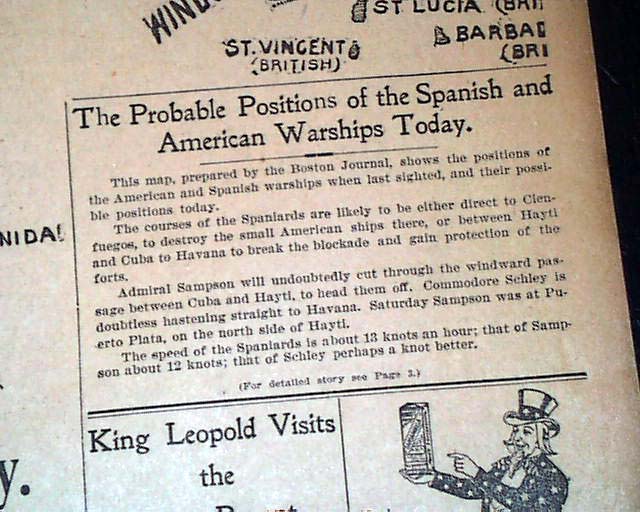 WIND
ST LUCIA (BRIT
ST. VINCENT
(BRITISH)
BARBAD
(BRI
NIDAD
The Probable Positions of the Spanish and
American Warships Today.
This map, prepared by the Boston Journal, shows the positions of
the American and Spanish warships when last sighted, and their possi-
ble positions today.
The courses of the Spaniards are likely to be either direct to Cien-
fuegos, to destroy the small American ships there, or between Hayti
and Cuba to Havana to break the blockade and gain protection of the
forts.
Admiral Sampson will undoubtedly cut through the windward pas-
sage between Cuba and Hayti, to head them off. Commodore Schley is
doubtless hastening straight to Havana. Saturday Sampson was at Pu-
erto Plata, on the north side of Hayti.
The speed of the Spaniards is about 13 knots an hour; that of Samp-
son about 12 knots; that of Schley perhaps a knot better.
(For detailed story see Page 3.)
King Leopold Visits
the
y.